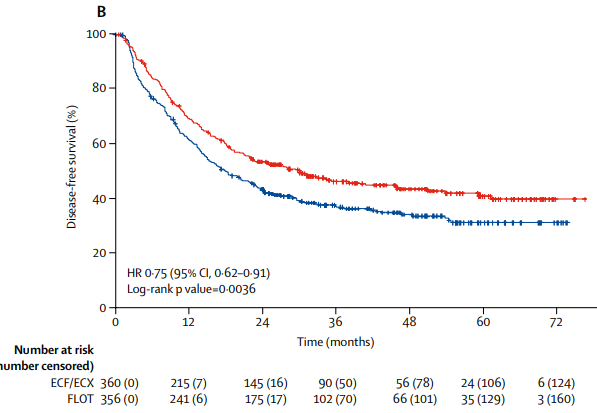 B
100
80
60
40
20
0
Disease-free survival (%)
HR 0·75 (95% CI, 0·62–0·91)
Log-rank p value=0·0036
0 12 24 36 48 60 72
Time (months)
Number at risk
number censored)
ECF/ECX 360 (0) 215 (7) 145 (16) 90 (50) 56 (78) 24 (106) 6 (124)
FLOT 356 (0) 241 (6) 175 (17) 102 (70) 66 (101) 35 (129) 3 (160)